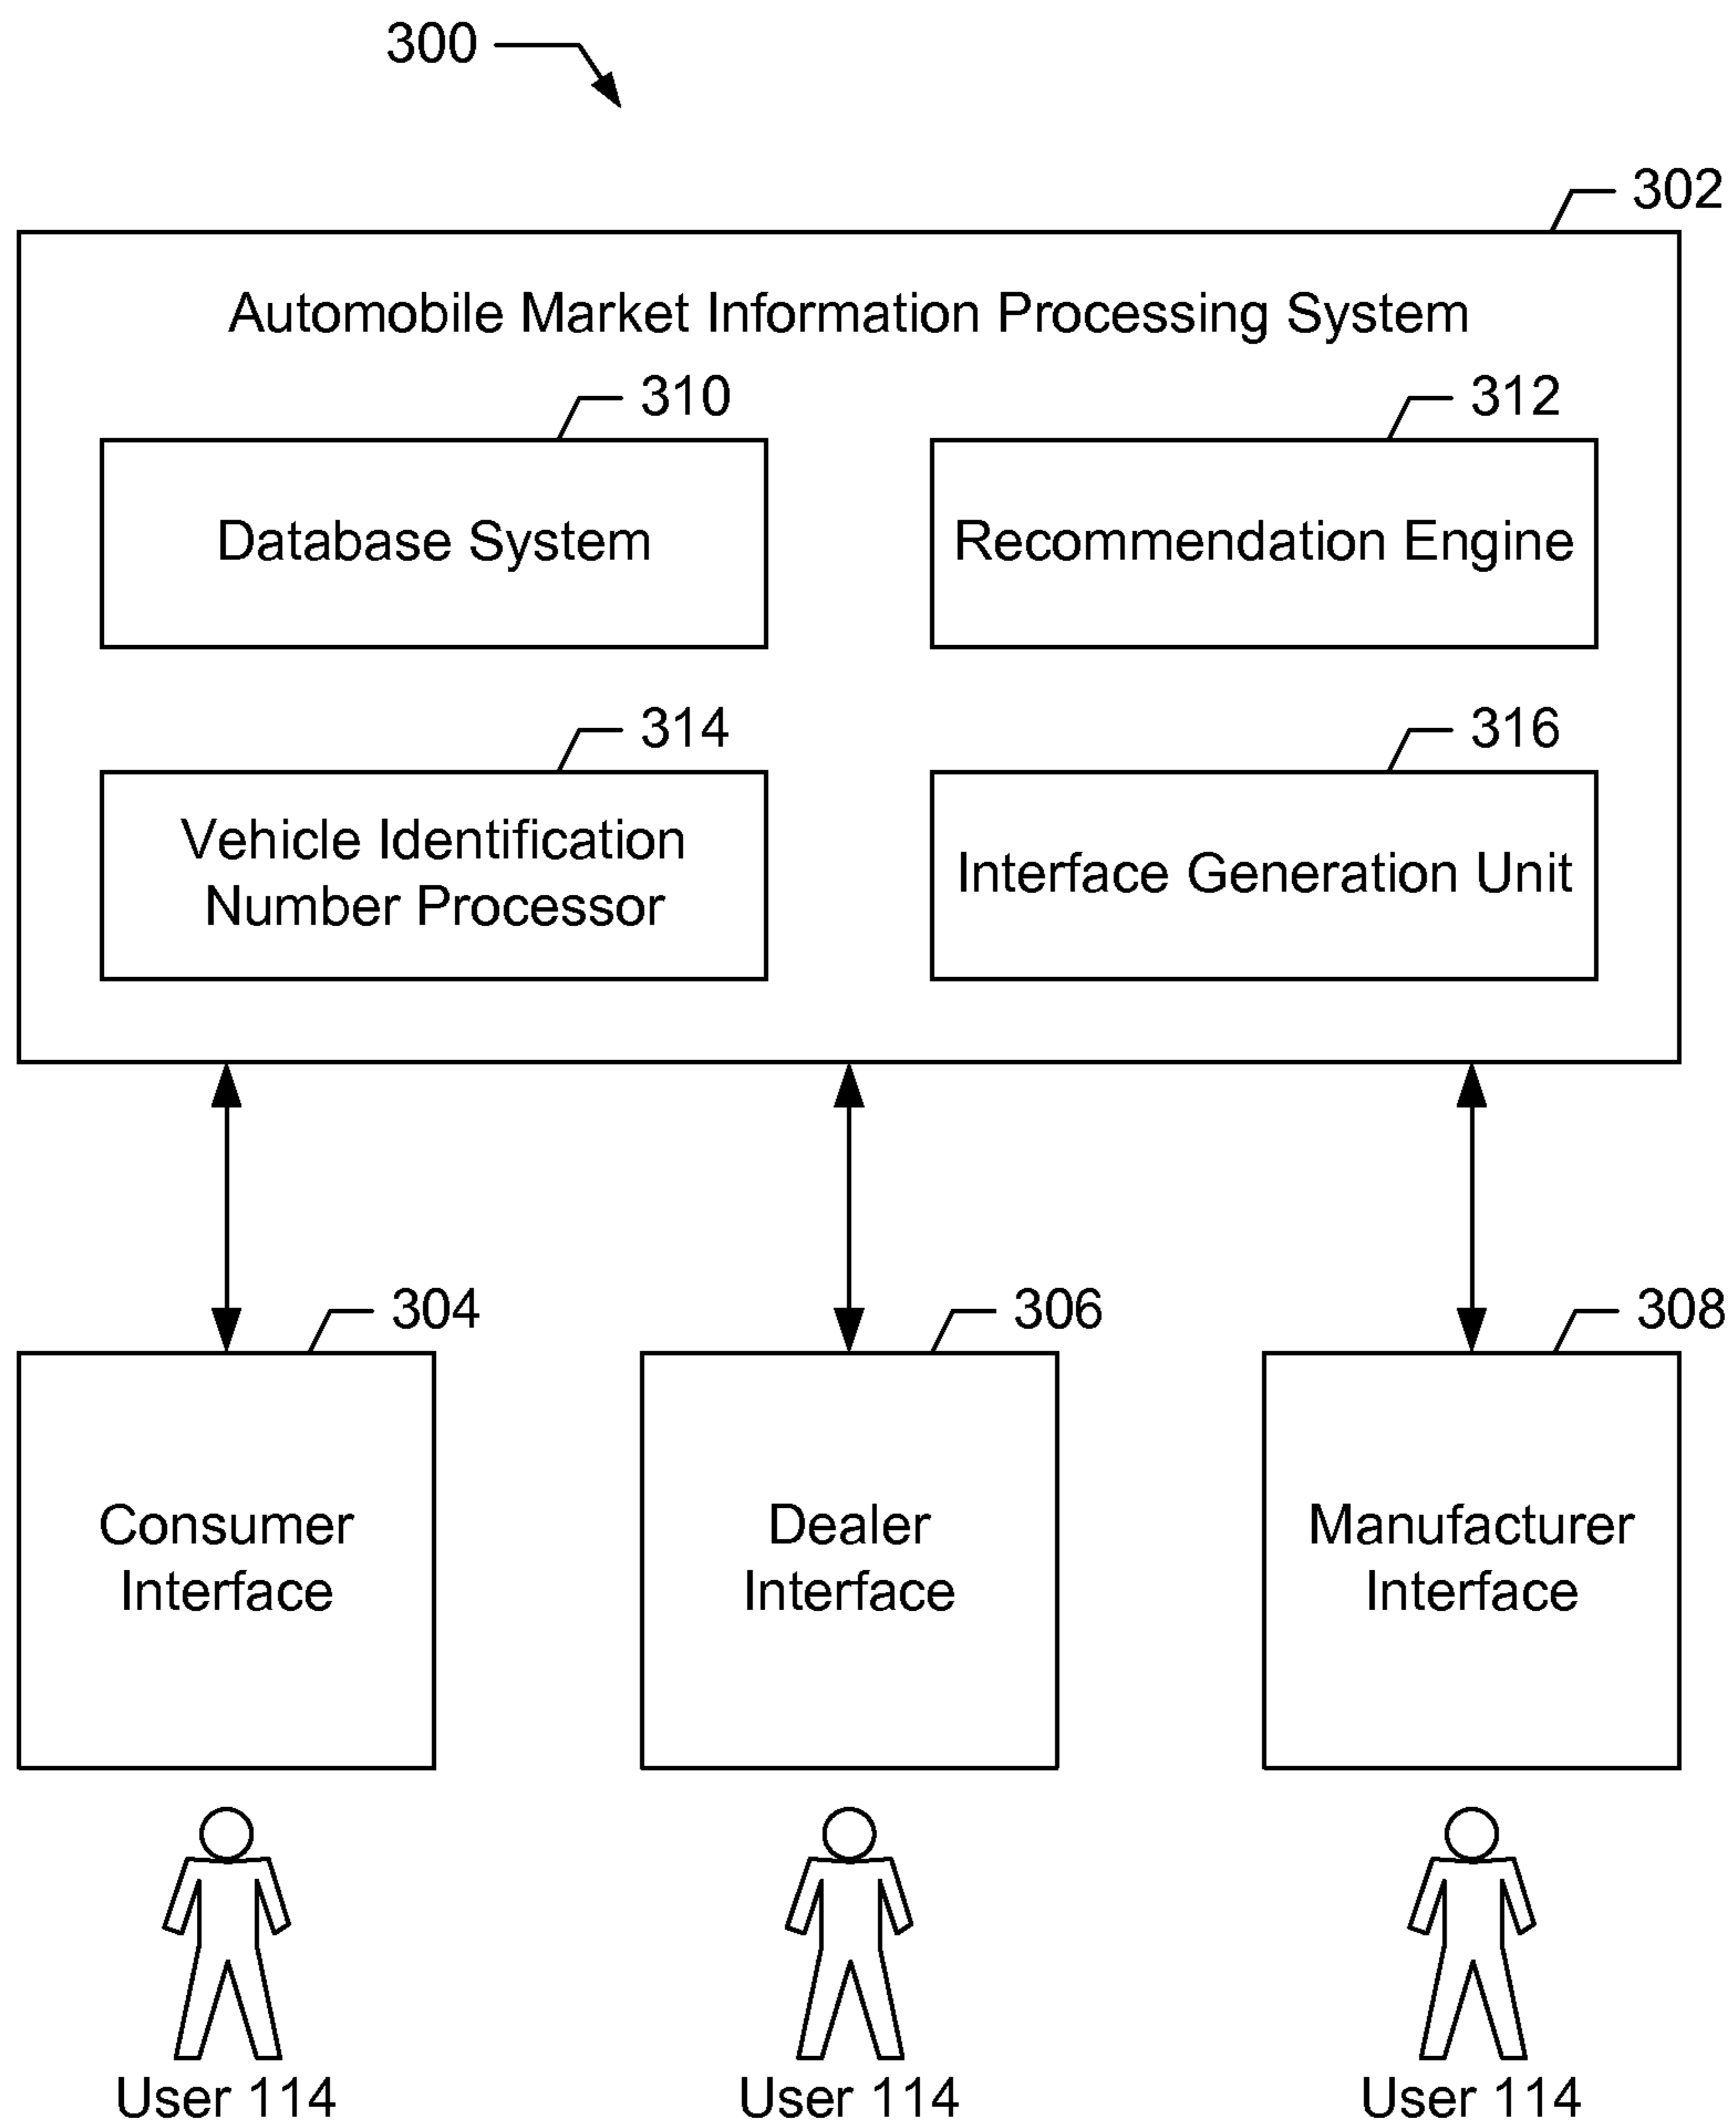 300
302
Automobile Market Information Processing System
310
312
Database System
Recommendation Engine
314
316
Vehicle Identification
Number Processor
Interface Generation Unit
304
306
308
Consumer
Interface
Dealer
Interface
Manufacturer
Interface
User 114
User 114
User 114